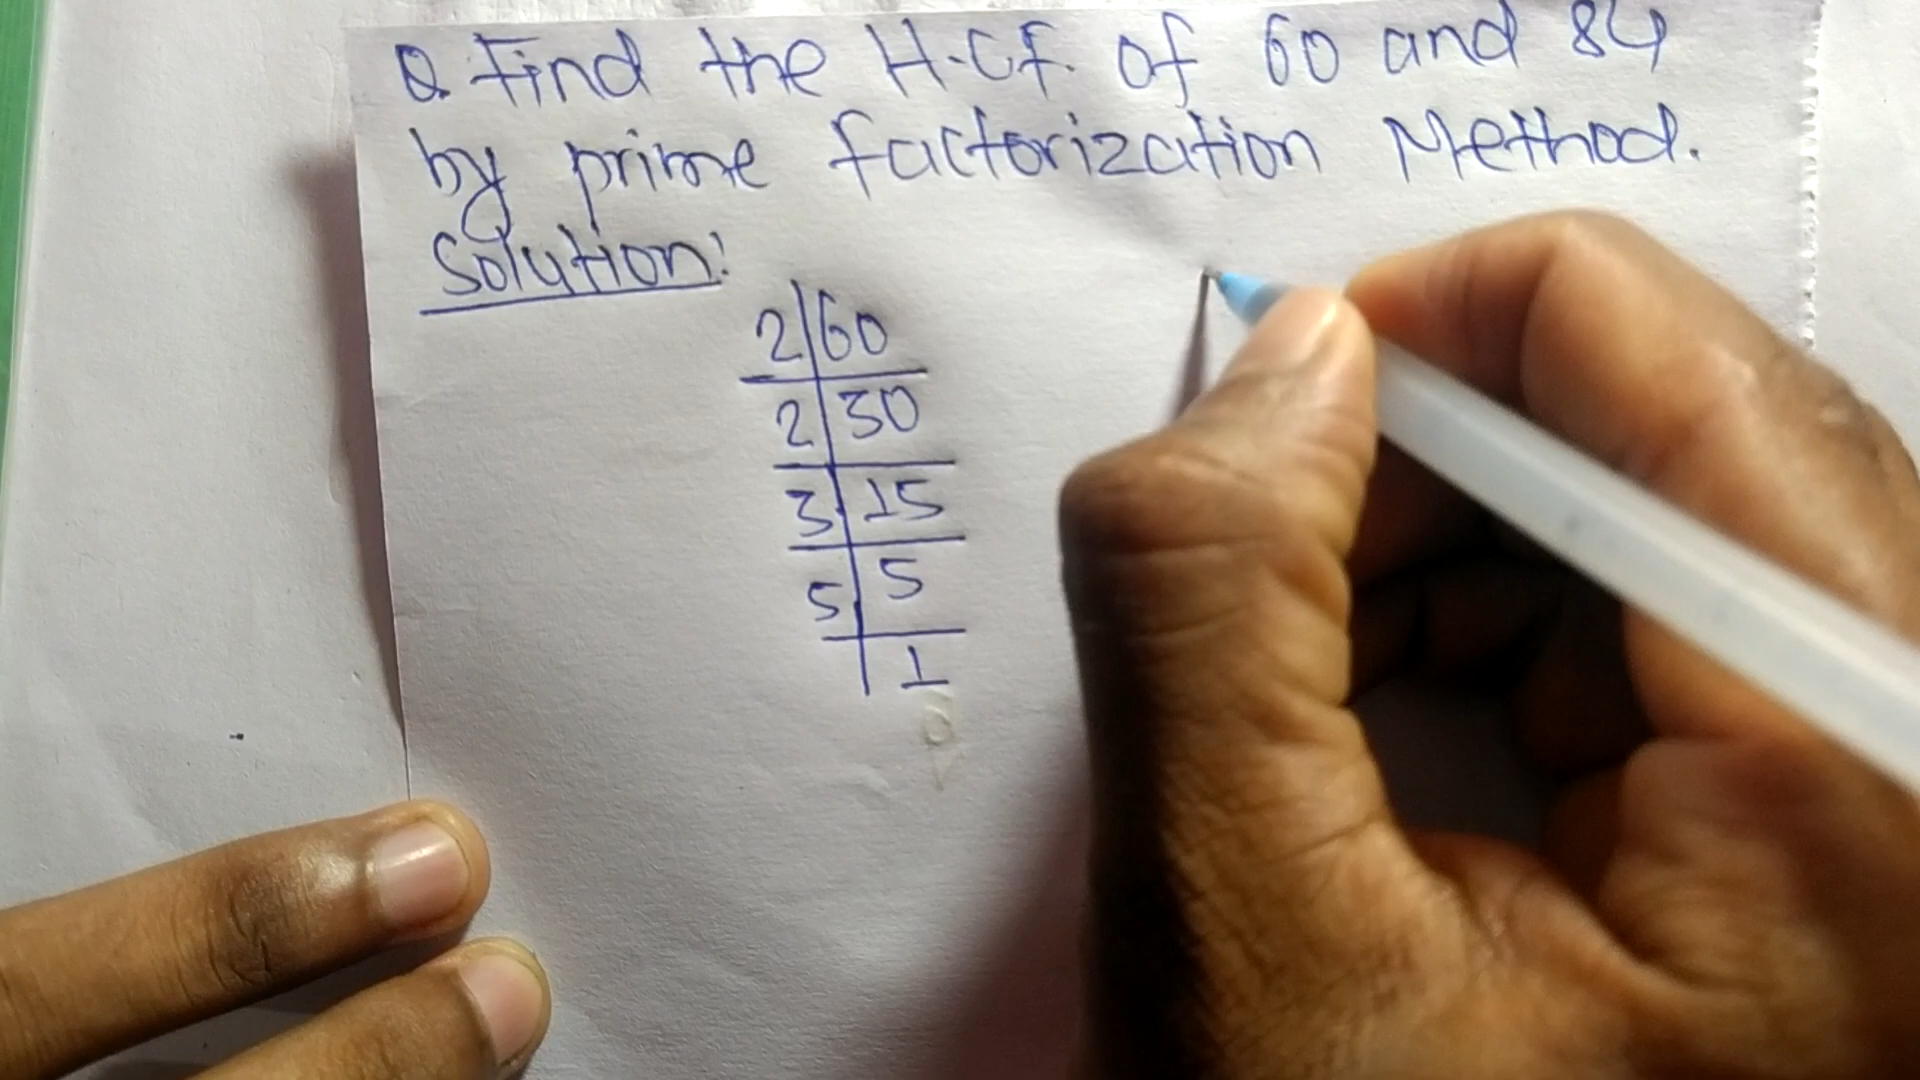 Q. Find the H.C.F. of 60 and 84
by prime factorization Method.
Solution:
2 60
2 30
3 15
5 5
1